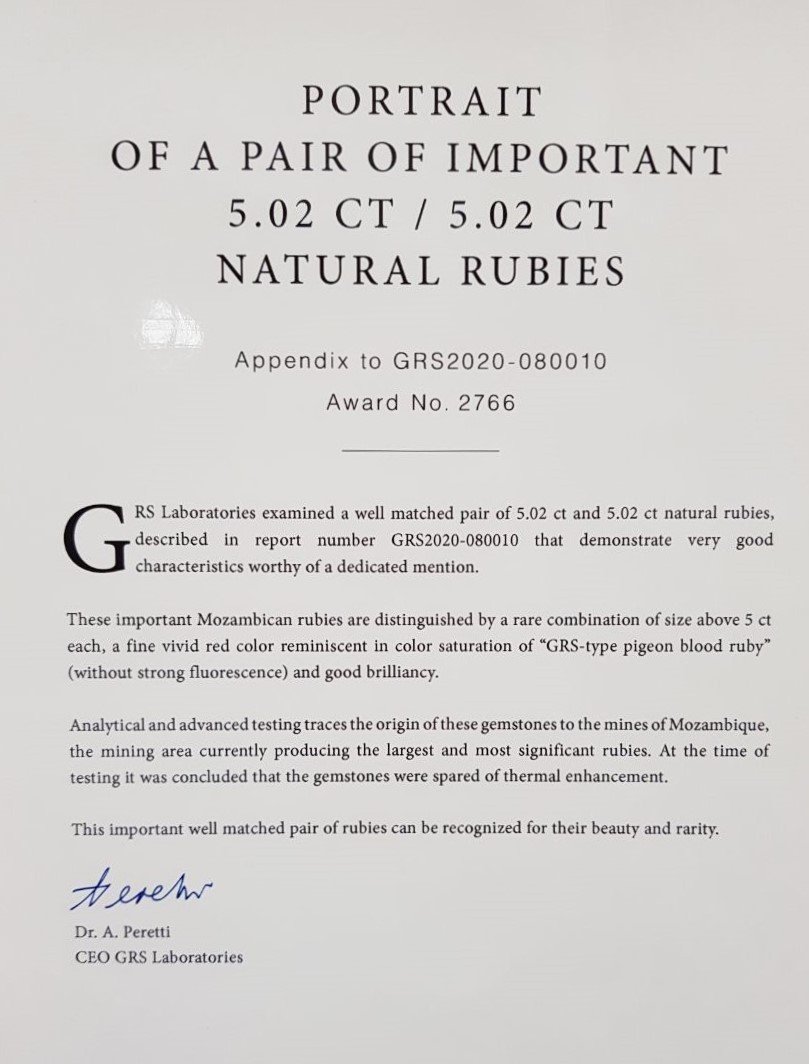 PORTRAIT
OF A PAIR OF IMPORTANT
5.02 CT / 5.02 CT
NATURAL RUBIES
Appendix to GRS2020-080010
Award No. 2766
GRS Laboratories examined a well matched pair of 5.02 ct and 5.02 ct natural rubies,
described in report number GRS2020-080010 that demonstrate very good
characteristics worthy of a dedicated mention.
These important Mozambican rubies are distinguished by a rare combination of size above 5 ct
each, a fine vivid red color reminiscent in color saturation of “GRS-type pigeon blood ruby”
(without strong fluorescence) and good brilliancy.
Analytical and advanced testing traces the origin of these gemstones to the mines of Mozambique,
the mining area currently producing the largest and most significant rubies. At the time of
testing it was concluded that the gemstones were spared of thermal enhancement.
This important well matched pair of rubies can be recognized for their beauty and rarity.
Dr. A. Peretti
CEO GRS Laboratories